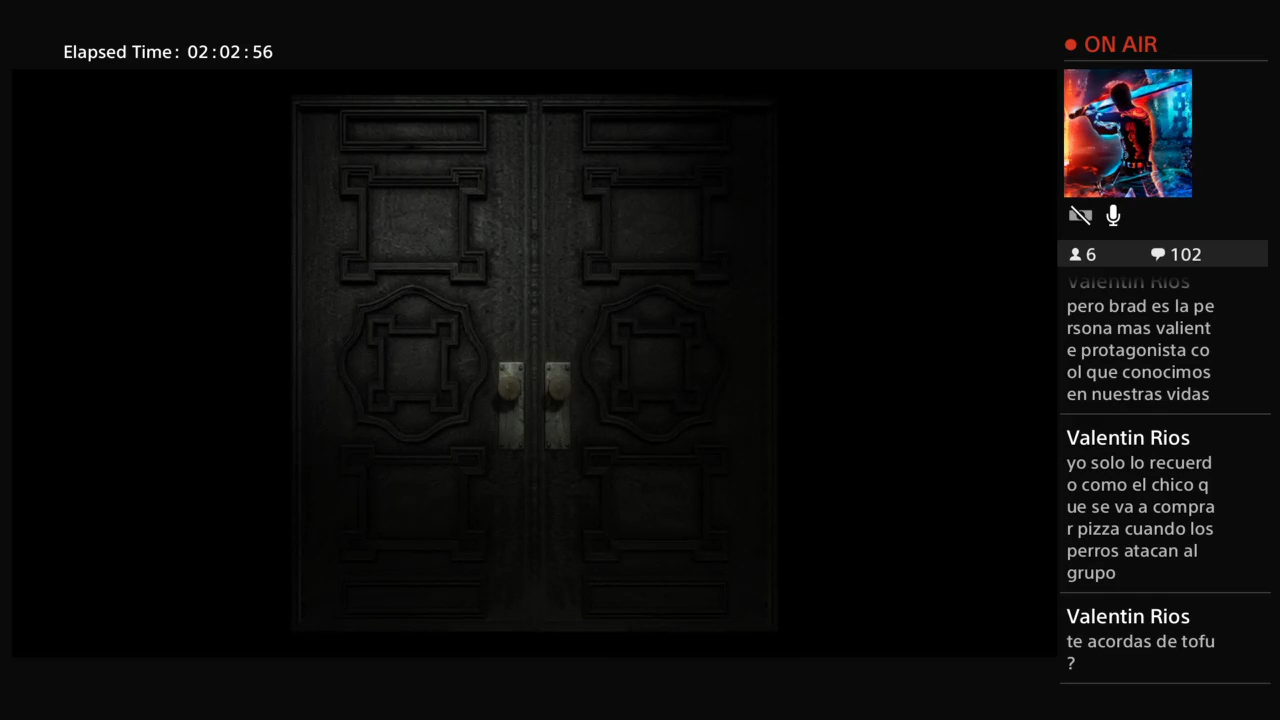 Elapsed Time: 02:02:56
ON AIR
6 102
Valentin Rios
pero brad es la pe
rsona mas valient
e protagonista co
ol que conocimos
en nuestras vidas
Valentin Rios
yo solo lo recuerd
o como el chico q
ue se va a compra
r pizza cuando los
perros atacan al
grupo
Valentin Rios
te acordas de tofu
?